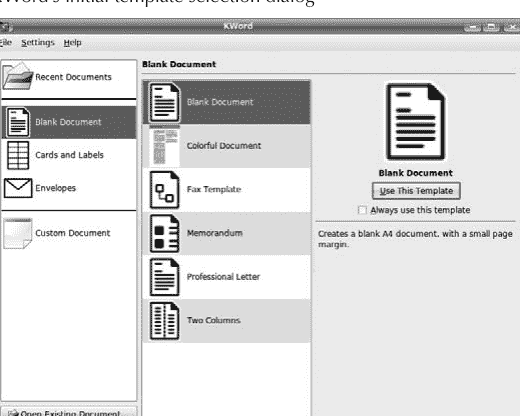 KWord's initial template selection dialog
KWord
File Settings Help
Recent Documents
Blank Document
Cards and Labels
Envelopes
Custom Document
Open Existing Document...
Blank Document
Blank Document
Colorful Document
Fax Template
Memorandum
Professional Letter
Two Columns
Blank Document
Use This Template
Always use this template
Creates a blank A4 document, with a small page
margin.